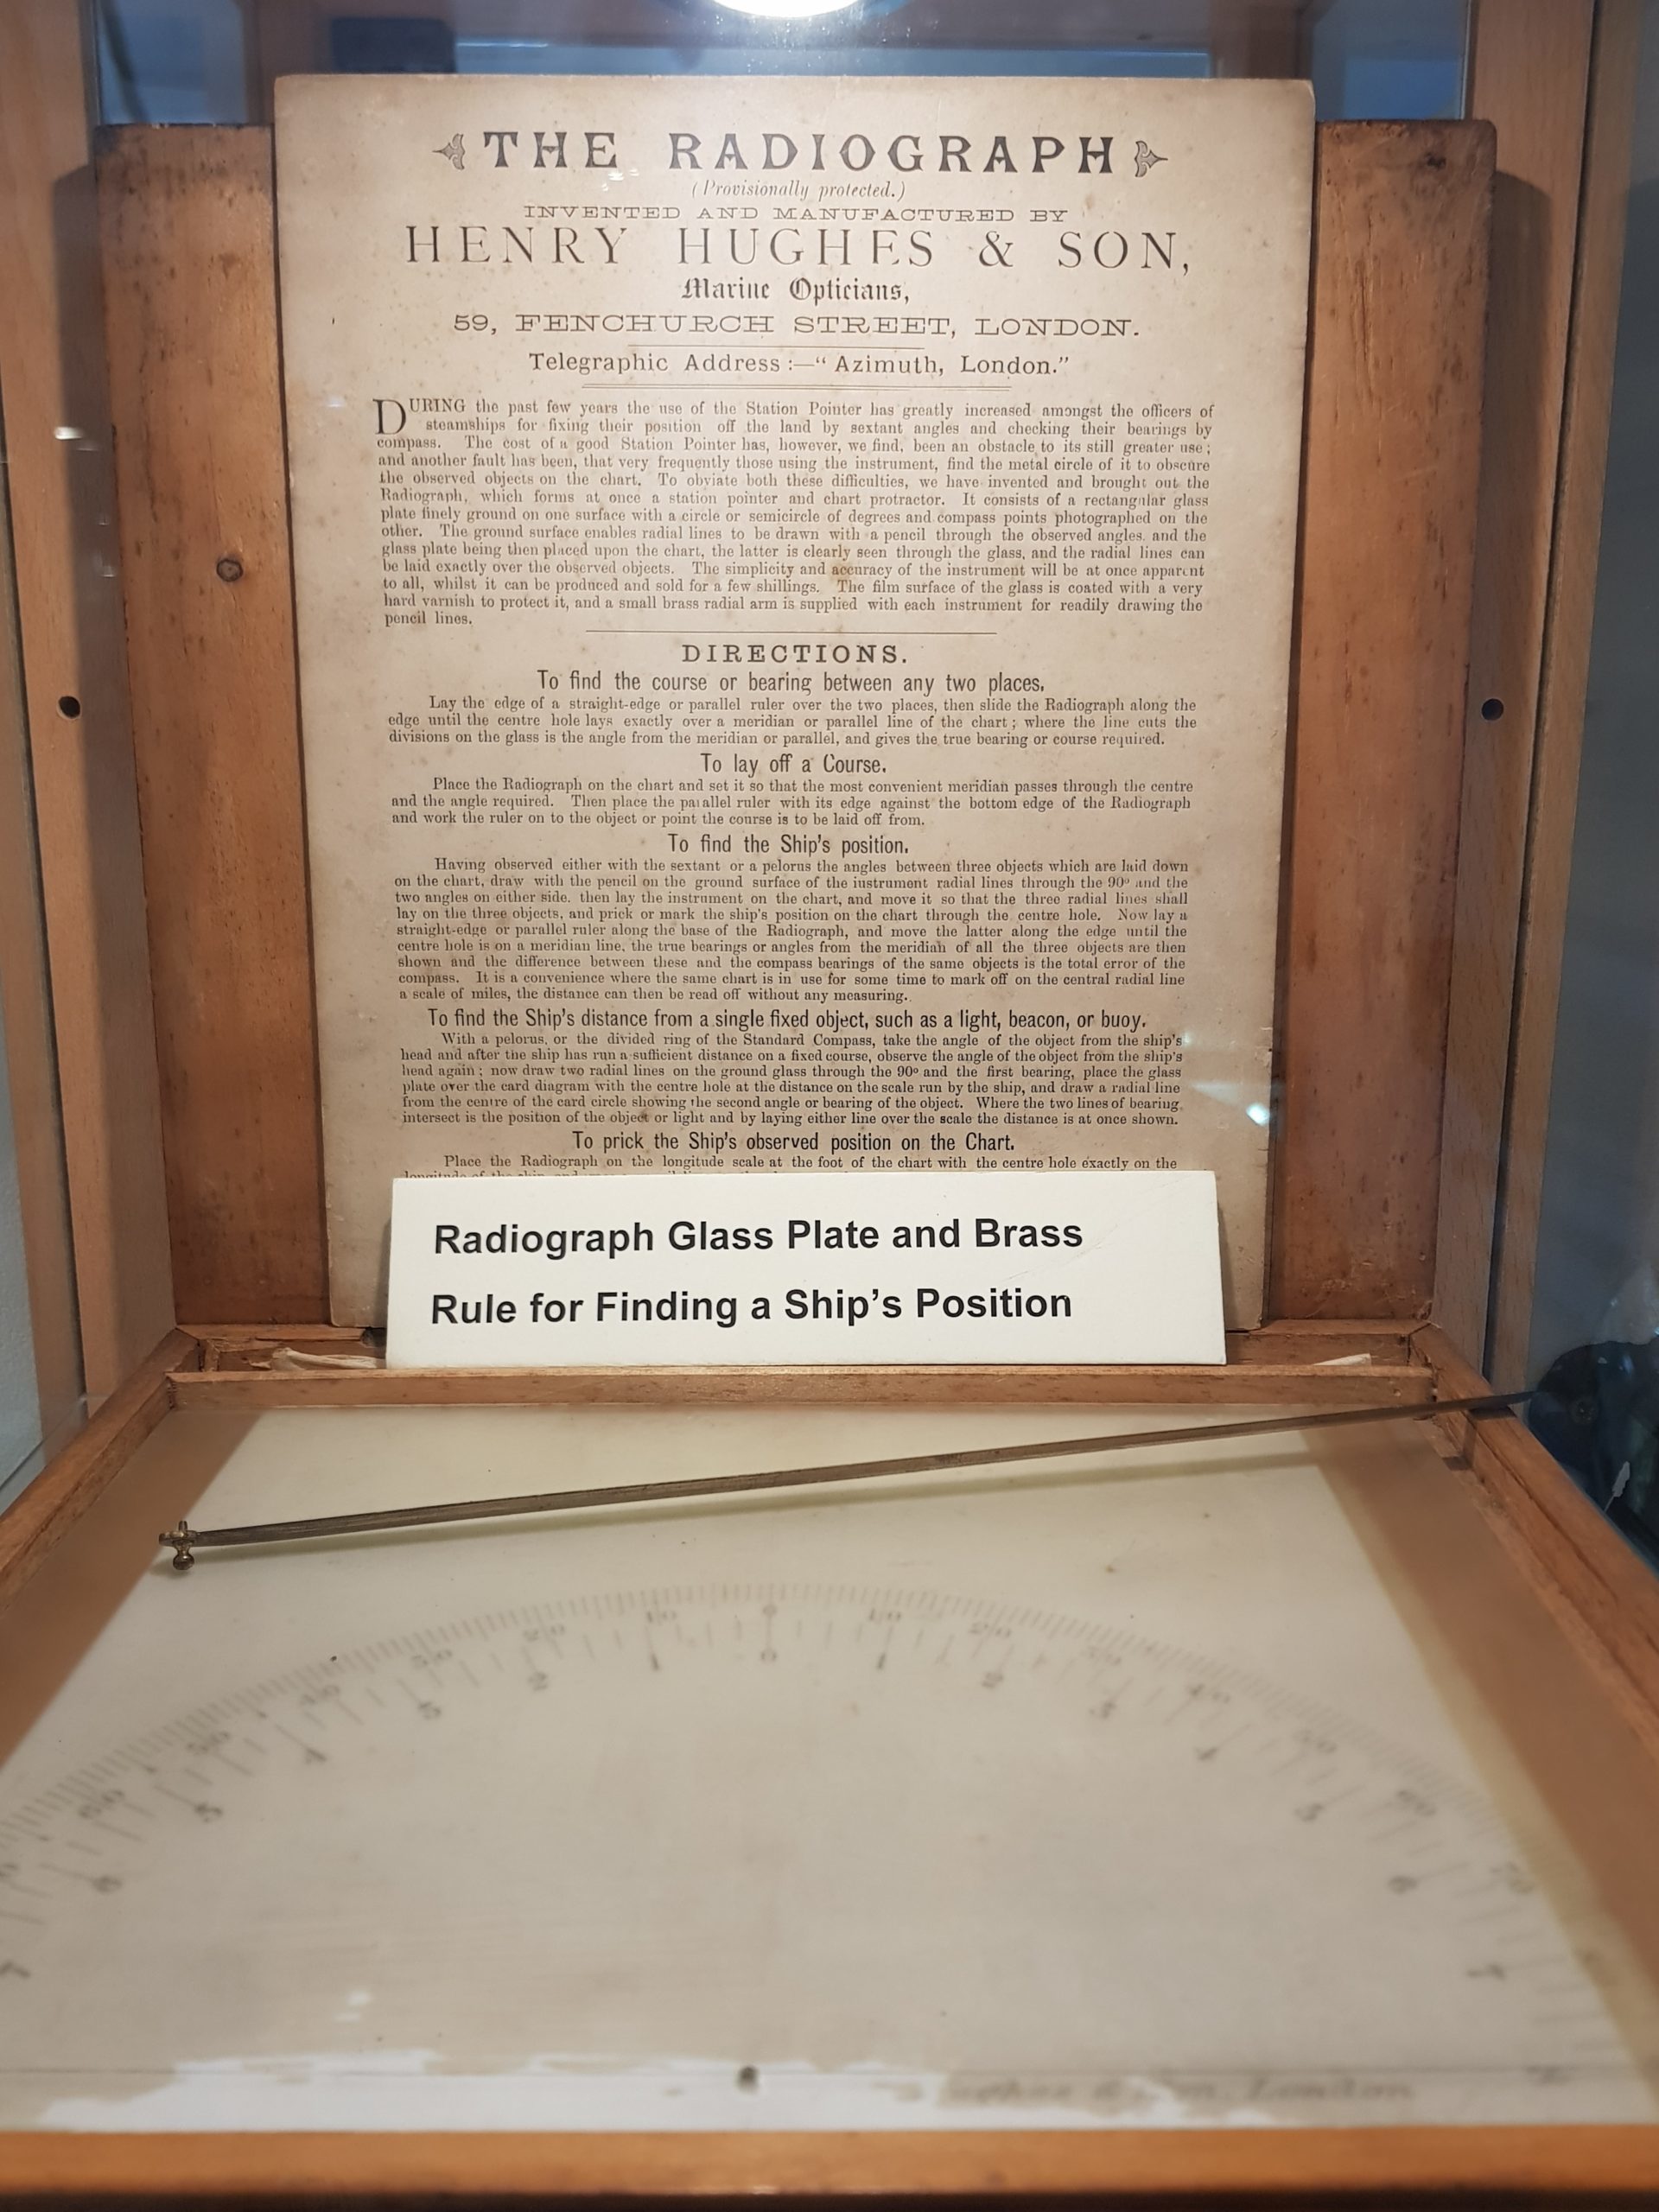 THE RADIOGRAPH
(Provisionally protected.)
INVENTED AND MANUFACTURED BY
HENRY HUGHES & SON,
Marine Opticians,
59, FENCHURCH STREET, LONDON.
Telegraphic Address :—“ Azimuth, London.”
DURING the past few years the use of the Station Pointer has greatly increased amongst the officers of
steamships for fixing their position off the land by sextant angles and checking their bearings by
compass. The cost of a good Station Pointer has, however, we find, been an obstacle to its still greater use ;
and another fault has been, that very frequently those using the instrument, find the metal circle of it to obscure
the observed objects on the chart. To obviate both these difficulties, we have invented and brought out the
Radiograph, which forms at once a station pointer and chart protractor. It consists of a rectangular glass
plate finely ground on one surface with a circle or semicircle of degrees and compass points photographed on the
other. The ground surface enables radial lines to be drawn with a pencil through the observed angles, and the
glass plate being then placed upon the chart, the latter is clearly seen through the glass, and the radial lines can
be laid exactly over the observed objects. The simplicity and accuracy of the instrument will be at once apparent
to all, whilst it can be produced and sold for a few shillings. The film surface of the glass is coated with a very
hard varnish to protect it, and a small brass radial arm is supplied with each instrument for readily drawing the
pencil lines.
DIRECTIONS.
To find the course or bearing between any two places.
Lay the edge of a straight-edge or parallel ruler over the two places, then slide the Radiograph along the
edge until the centre hole lays exactly over a meridian or parallel line of the chart ; where the line cuts the
divisions on the glass is the angle from the meridian or parallel, and gives the true bearing or course required.
To lay off a Course.
Place the Radiograph on the chart and set it so that the most convenient meridian passes through the centre
and the angle required. Then place the parallel ruler with its edge against the bottom edge of the Radiograph
and work the ruler on to the object or point the course is to be laid off from.
To find the Ship's position.
Having observed either with the sextant or a pelorus the angles between three objects which are laid down
on the chart, draw with the pencil on the ground surface of the instrument radial lines through the 90° and the
two angles on either side. then lay the instrument on the chart, and move it so that the three radial lines shall
lay on the three objects, and prick or mark the ship's position on the chart through the centre hole. Now lay a
straight-edge or parallel ruler along the base of the Radiograph, and move the latter along the edge until the
centre hole is on a meridian line, the true bearings or angles from the meridian of all the three objects are then
shown and the difference between these and the compass bearings of the same objects is the total error of the
compass. It is a convenience where the same chart is in use for some time to mark off on the central radial line
a scale of miles, the distance can then be read off without any measuring.
To find the Ship's distance from a single fixed object, such as a light, beacon, or buoy.
With a pelorus, or the divided ring of the Standard Compass, take the angle of the object from the ship's
head and after the ship has run a sufficient distance on a fixed course, observe the angle of the object from the ship's
head again ; now draw two radial lines on the ground glass through the 90° and the first bearing, place the glass
plate over the card diagram with the centre hole at the distance on the scale run by the ship, and draw a radial line
from the centre of the card circle showing the second angle or bearing of the object. Where the two lines of bearing
intersect is the position of the object or light and by laying either line over the scale the distance is at once shown.
To prick the Ship's observed position on the Chart.
Place the Radiograph on the longitude scale at the foot of the chart with the centre hole exactly on the
longitude of the ship and
Radiograph Glass Plate and Brass
Rule for Finding a Ship's Position
60 50 40 30 20 10 0 10 20 30 40 50 60 70
7 6 5 4 3 2 1 0 1 2 3 4 5 6 7
London